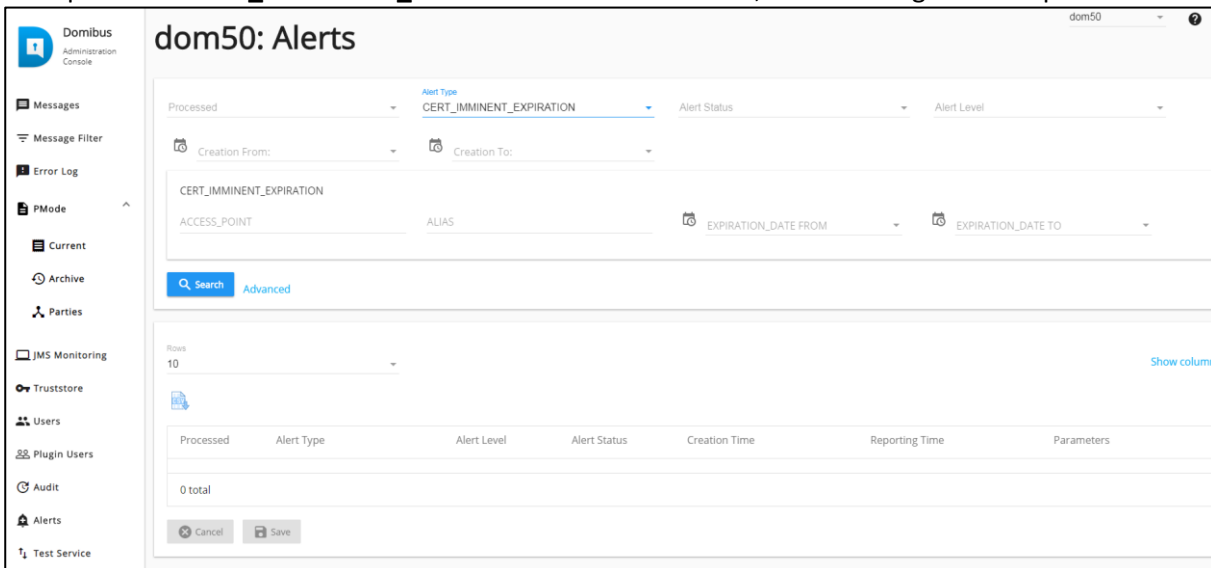 dom50
Domibus
Administration
Console
dom50: Alerts
Messages
Message Filter
Error Log
PMode
Current
Archive
Parties
JMS Monitoring
Truststore
Users
Plugin Users
Audit
Alerts
Test Service
Processed
Alert Type
CERT_IMMINENT_EXPIRATION
Alert Status
Alert Level
Creation From:
Creation To:
CERT_IMMINENT_EXPIRATION
ACCESS_POINT
ALIAS
EXPIRATION_DATE FROM
EXPIRATION_DATE TO
Search
Advanced
Rows
10
Show
Processed Alert Type Alert Level Alert Status Creation Time Reporting Time Parameters
0 total
Cancel
Save